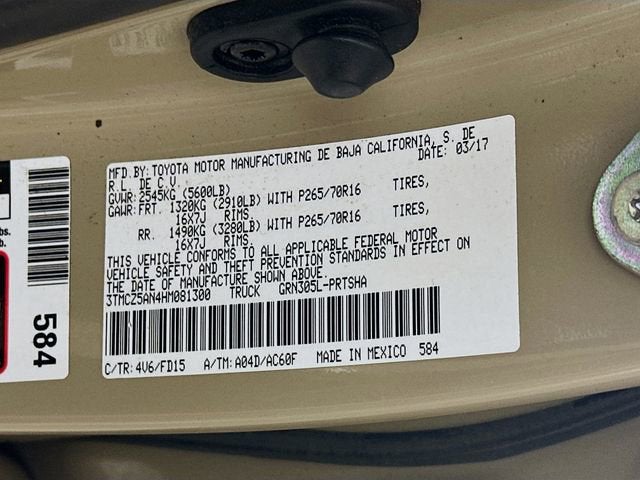 MFD. BY: TOYOTA MOTOR MANUFACTURING DE BAJA CALIFORNIA, S. DE
R.L. DE C.V. DATE: 03/17
GVWR: 2545KG (5600LB)
GAWR: FRT. 1320KG (2910LB) WITH P265/70R16 TIRES,
16X7J RIMS.
RR. 1490KG (3280LB) WITH P265/70R16 TIRES,
16X7J RIMS.
THIS VEHICLE CONFORMS TO ALL APPLICABLE FEDERAL MOTOR
VEHICLE SAFETY AND THEFT PREVENTION STANDARDS IN EFFECT ON
THE DATE OF MANUFACTURE SHOWN ABOVE.
3TMCZ5AN4HM081300 TRUCK GRN305L-PRTSHA
C/TR: 4V6/FD15 A/TM: A04D/AC60F MADE IN MEXICO 584
584
lbs.
lb.